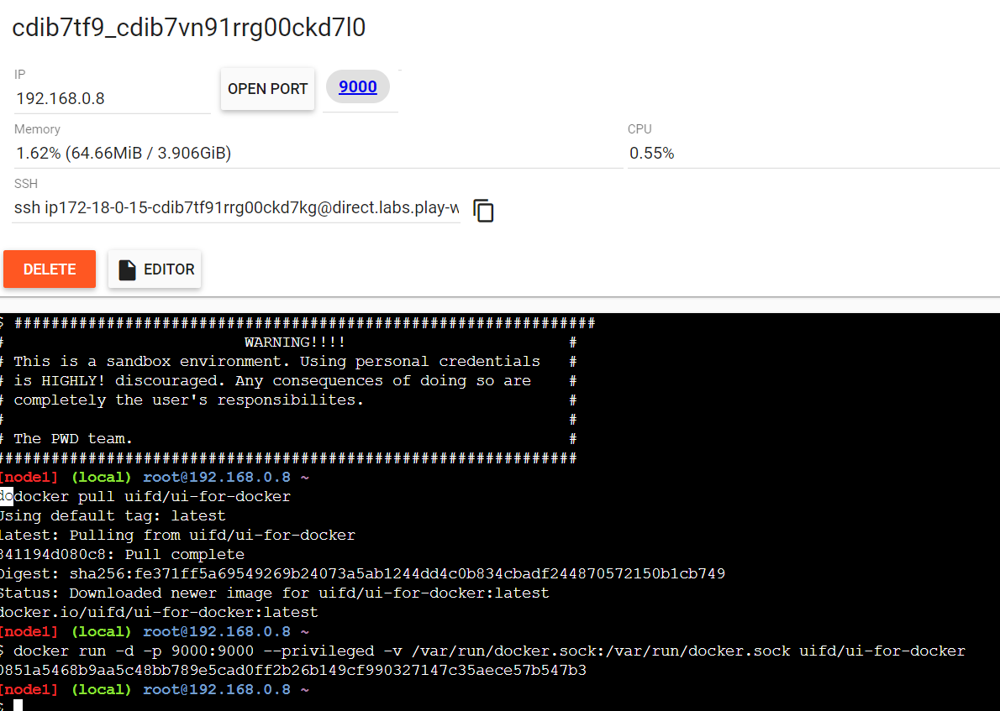 cdib7tf9_cdib7vn91rrg00ckd7l0
IP
192.168.0.8
OPEN PORT
9000
Memory
1.62% (64.66MiB / 3.906GiB)
CPU
0.55%
SSH
ssh ip172-18-0-15-cdib7tf91rrg00ckd7kg@direct.labs.play-w
DELETE
EDITOR
$ ###############################################################
# WARNING!!!! #
# This is a sandbox environment. Using personal credentials #
# is HIGHLY! discouraged. Any consequences of doing so are #
# completely the user's responsibilites. #
# #
# The PWD team. #
###############################################################
[node1] (local) root@192.168.0.8 ~
dodocker pull uifd/ui-for-docker
Using default tag: latest
latest: Pulling from uifd/ui-for-docker
841194d080c8: Pull complete
Digest: sha256:fe371ff5a69549269b24073a5ab1244dd4c0b834cbadf244870572150b1cb749
Status: Downloaded newer image for uifd/ui-for-docker:latest
docker.io/uifd/ui-for-docker:latest
[node1] (local) root@192.168.0.8 ~
$ docker run -d -p 9000:9000 --privileged -v /var/run/docker.sock:/var/run/docker.sock uifd/ui-for-docker
0851a5468b9aa5c48bb789e5cad0ff2b26b149cf990327147c35aece57b547b3
[node1] (local) root@192.168.0.8 ~
$